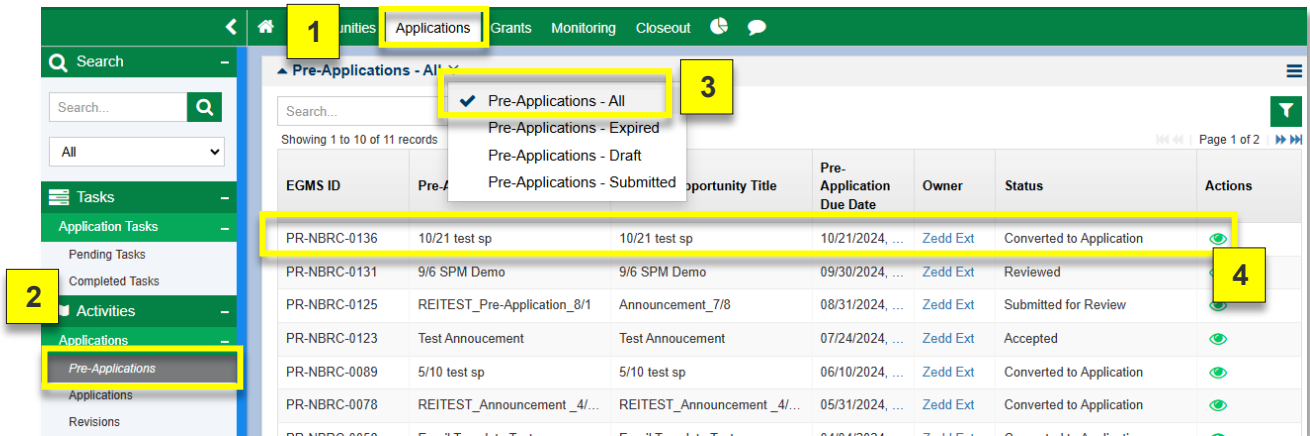 1
unities Applications Grants Monitoring Closeout
Search
Pre-Applications - All
3
Search...
Pre-Applications - All
Search...
Pre-Applications - Expired
Showing 1 to 10 of 11 records
Page 1 of 2
All
Pre-Applications - Draft
Pre-Applications - Submitted
EGMS ID Pre-A portunity Title Pre-Application Due Date Owner Status Actions
Tasks
Application Tasks
PR-NBRC-0136 10/21 test sp 10/21 test sp 10/21/2024, ... Zedd Ext Converted to Application
Pending Tasks
PR-NBRC-0131 9/6 SPM Demo 9/6 SPM Demo 09/30/2024, ... Zedd Ext Reviewed
4
Completed Tasks
2
PR-NBRC-0125 REITEST_Pre-Application_8/1 Announcement_7/8 08/31/2024, ... Zedd Ext Submitted for Review
Activities
Applications
PR-NBRC-0123 Test Annoucement Test Annoucement 07/24/2024, ... Zedd Ext Accepted
Pre-Applications
PR-NBRC-0089 5/10 test sp 5/10 test sp 06/10/2024, ... Zedd Ext Converted to Application
Applications
PR-NBRC-0078 REITEST_Announcement _4/... REITEST_Announcement _4/... 05/31/2024, ... Zedd Ext Converted to Application
Revisions